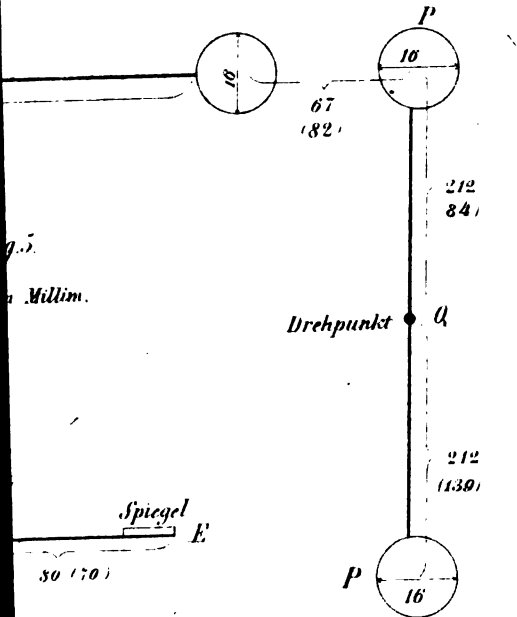 P
16
16
67
(82)
212
84)
g.5.
n Millim.
Drehpunkt Q
212
(139)
Spiegel
E
80 (70)
P
16